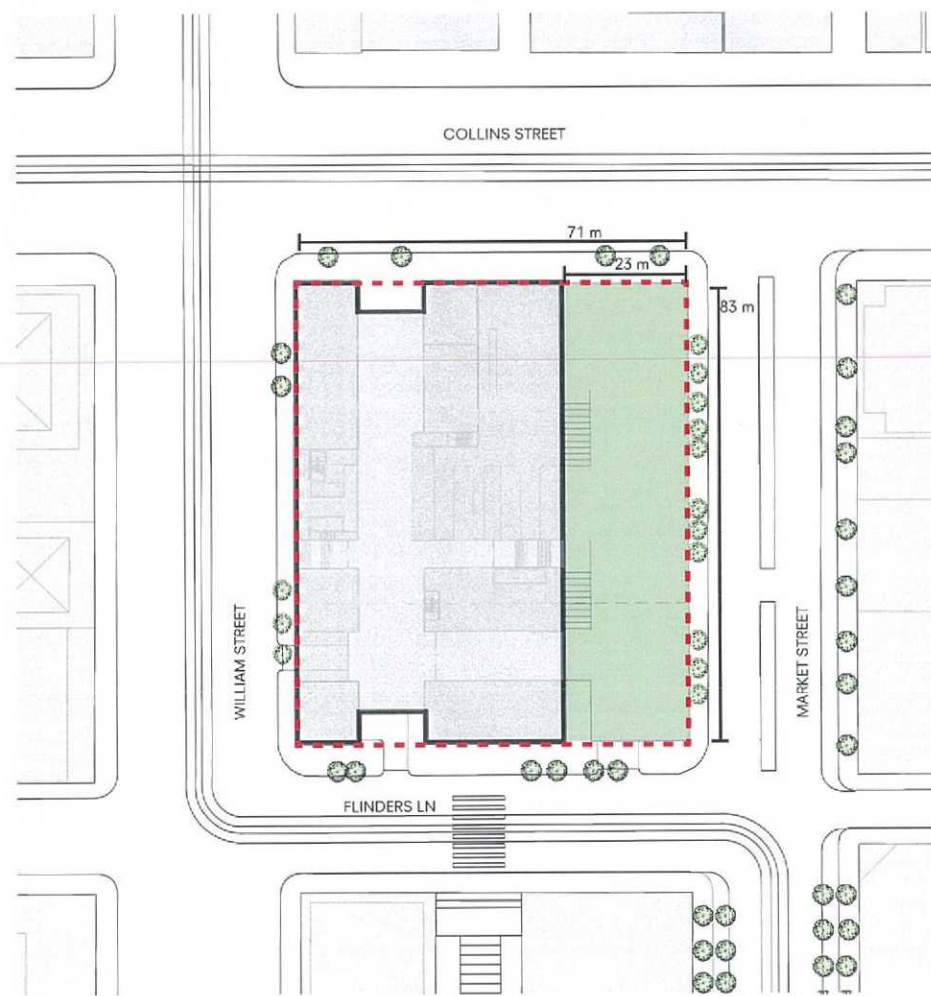 COLLINS STREET
71 m
23 m
83 m
WILLIAM STREET
MARKET STREET
FLINDERS LN